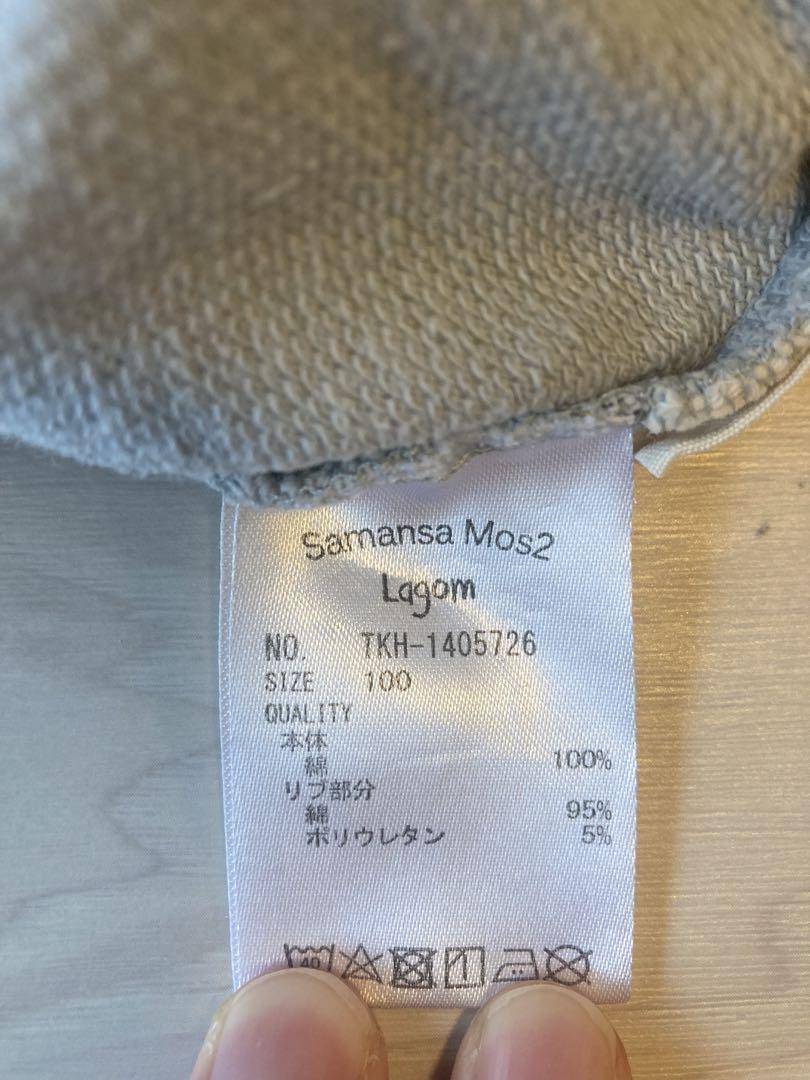 Samansa Mos2
Lagom
NO. TKH-1405726
SIZE 100
QUALITY
本体
綿 100%
リブ部分
綿 95%
ポリウレタン 5%
40